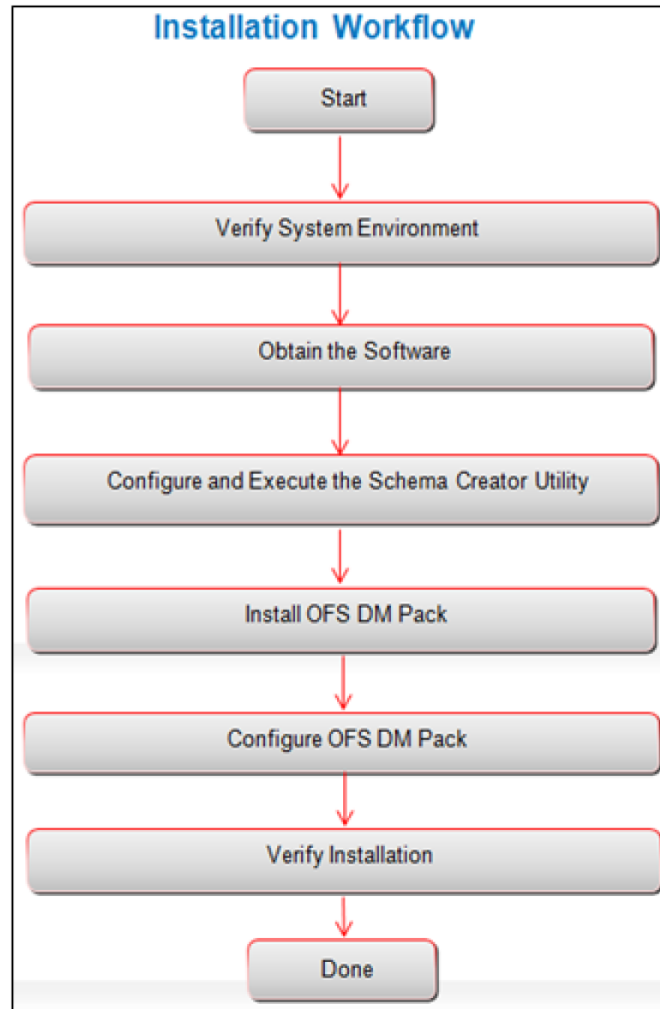 Installation Workflow
Start
Verify System Environment
Obtain the Software
Configure and Execute the Schema Creator Utility
Install OFS DM Pack
Configure OFS DM Pack
Verify Installation
Done